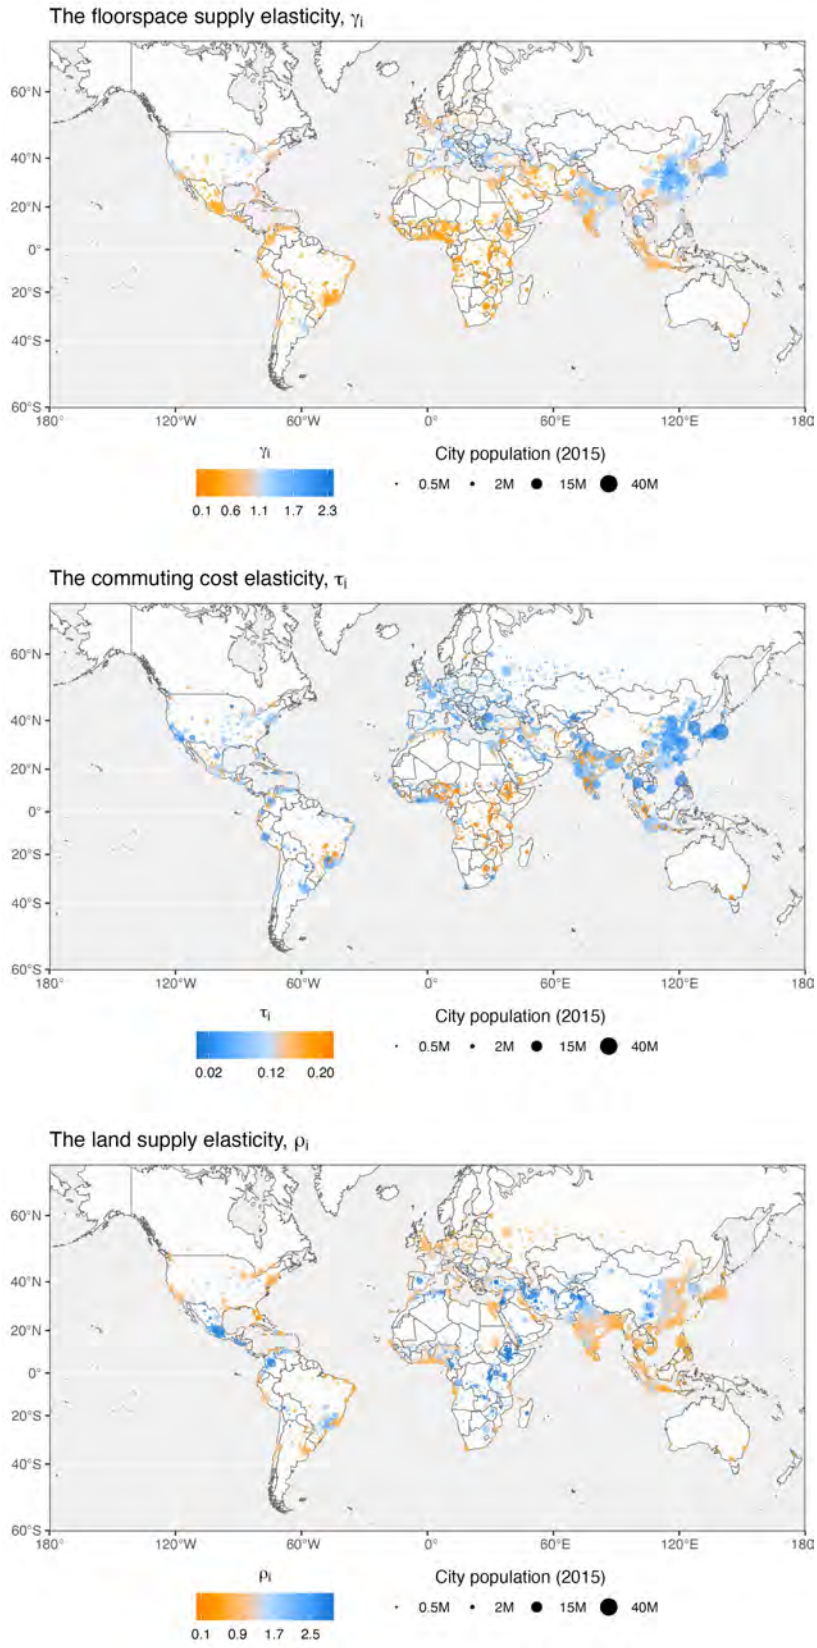 The floorspace supply elasticity, γi
60°N
40°N
20°N
0°
20°S
40°S
60°S
180° 120°W 60°W 0° 60°E 120°E 180
γi City population (2015)
0.1 0.6 1.1 1.7 2.3 0.5M 2M 15M 40M
The commuting cost elasticity, τi
60°N
40°N
20°N
0°
20°S
40°S
60°S
180° 120°W 60°W 0° 60°E 120°E 180
τi City population (2015)
0.02 0.12 0.20 0.5M 2M 15M 40M
The land supply elasticity, ρi
60°N
40°N
20°N
0°
20°S
40°S
60°S
180° 120°W 60°W 0° 60°E 120°E 180
ρi City population (2015)
0.1 0.9 1.7 2.5 0.5M 2M 15M 40M